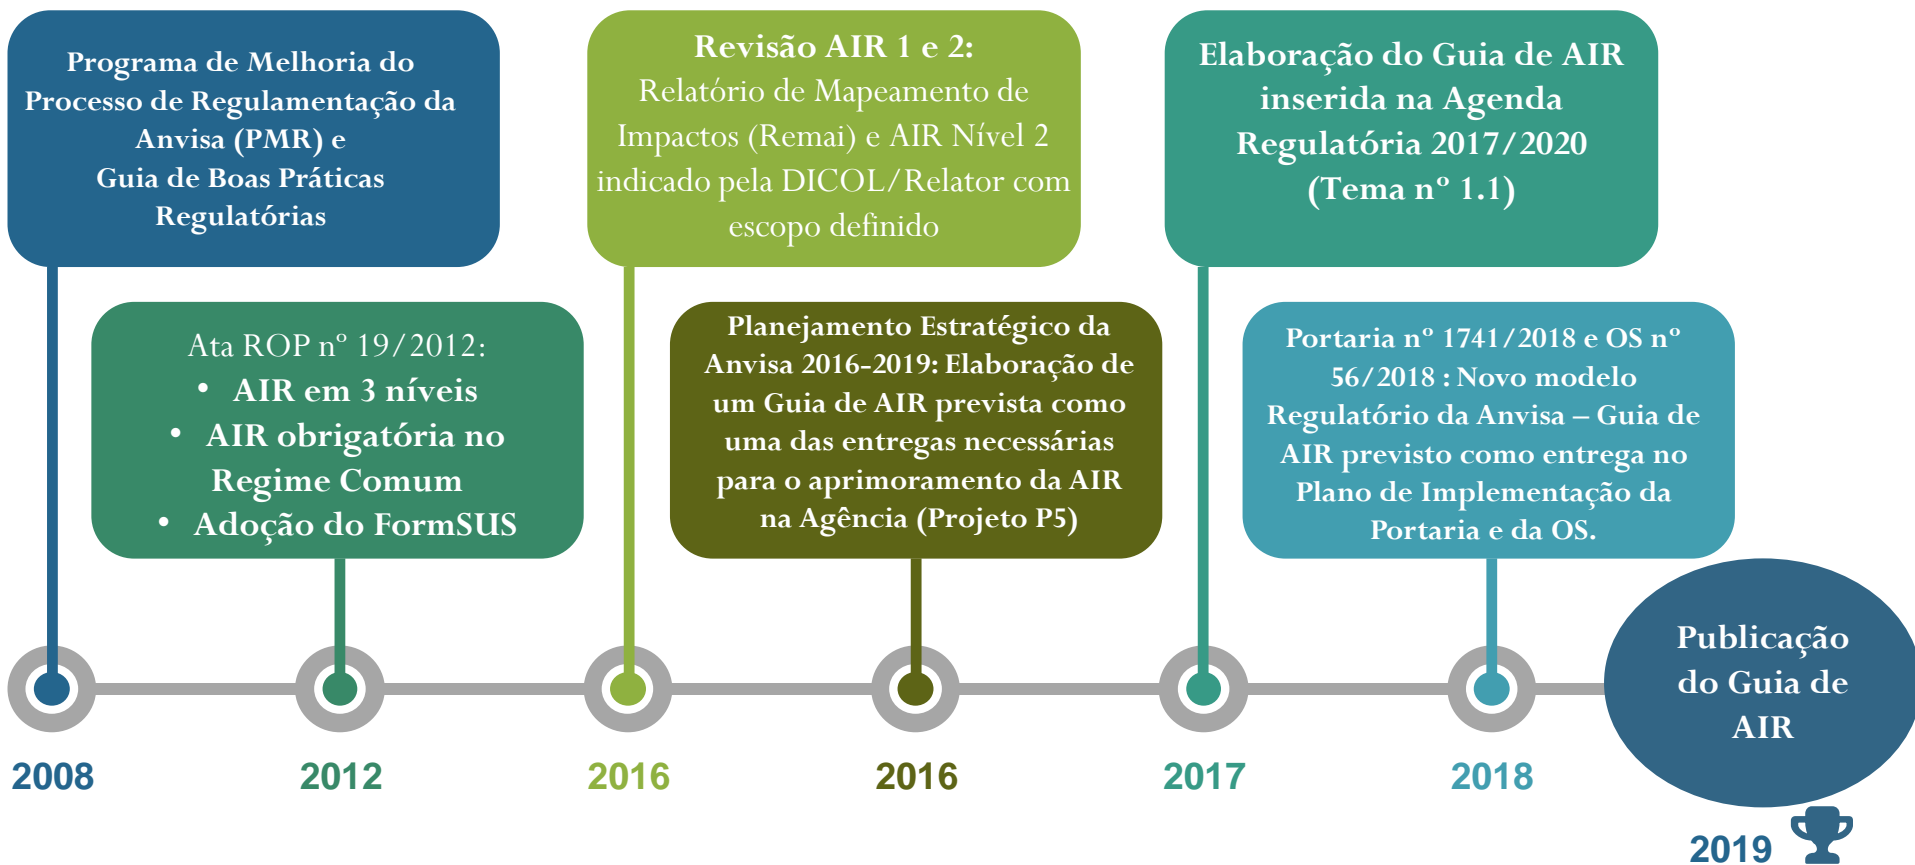 Programa de Melhoria do
Processo de Regulamentação da
Anvisa (PMR) e
Guia de Boas Práticas
Regulatórias
Revisão AIR 1 e 2:
Relatório de Mapeamento de
Impactos (Remai) e AIR Nível 2
indicado pela DICOL/Relator com
escopo definido
Elaboração do Guia de AIR
inserida na Agenda
Regulatória 2017/2020
(Tema nº 1.1)
Ata ROP nº 19/2012:
• AIR em 3 níveis
• AIR obrigatória no
Regime Comum
• Adoção do FormSUS
Planejamento Estratégico da
Anvisa 2016-2019: Elaboração de
um Guia de AIR prevista como
uma das entregas necessárias
para o aprimoramento da AIR
na Agência (Projeto P5)
Portaria nº 1741/2018 e OS nº
56/2018 : Novo modelo
Regulatório da Anvisa – Guia de
AIR previsto como entrega no
Plano de Implementação da
Portaria e da OS.
Publicação
do Guia de
AIR
2008
2012
2016
2016
2017
2018
2019